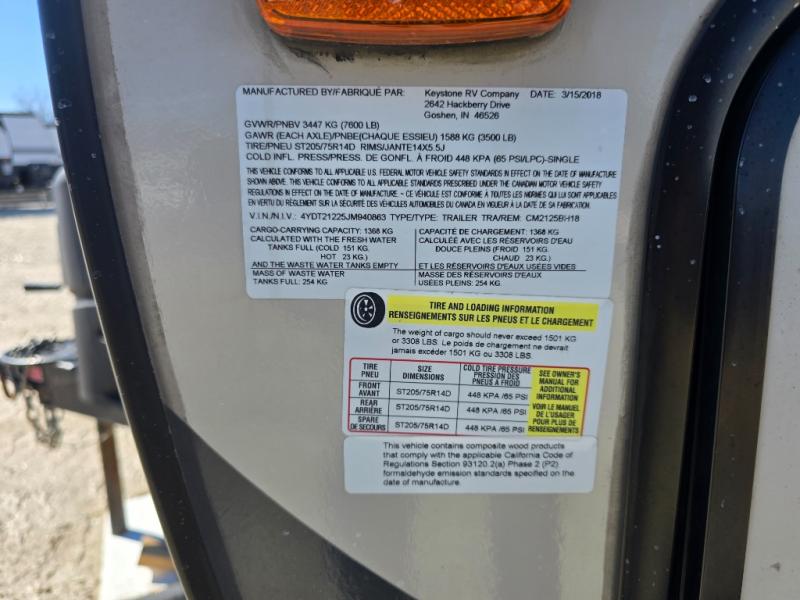 MANUFACTURED BY/FABRIQUÉ PAR: Keystone RV Company DATE: 3/15/2018
2642 Hackberry Drive
Goshen, IN 46526
GVWR/PNBV 3447 KG (7600 LB)
GAWR (EACH AXLE)/PNBE(CHAQUE ESSIEU) 1588 KG (3500 LB)
TIRE/PNEU ST205/75R14D RIMS/JANTE14X5.5J
COLD INFL. PRESS/PRESS. DE GONFL. À FROID 448 KPA (65 PSI/LPC)-SINGLE
THIS VEHICLE CONFORMS TO ALL APPLICABLE U.S. FEDERAL MOTOR VEHICLE SAFETY STANDARDS IN EFFECT ON THE DATE OF MANUFACTURE
SHOWN ABOVE. THIS VEHICLE CONFORMS TO ALL APPLICABLE STANDARDS PRESCRIBED UNDER THE CANADIAN MOTOR VEHICLE SAFETY
REGULATIONS IN EFFECT ON THE DATE OF MANUFACTURE ~ CE VÉHICULE EST CONFORME À TOUTES LES NORMES QUI LUI SONT APPLICABLES
EN VERTU DU RÈGLEMENT SUR LA SÉCURITÉ DES VÉHICULES AUTOMOBILES DU CANADA EN VIGUEUR À LA DATE DE SA FABRICATION
V.I.N./N.I.V.: 4YDT21225JM940863 TYPE/TYPE: TRAILER TRA/REM: CM2125BH18
CARGO-CARRYING CAPACITY: 1368 KG
CALCULATED WITH THE FRESH WATER
TANKS FULL (COLD 151 KG.
HOT 23 KG.)
AND THE WASTE WATER TANKS EMPTY
MASS OF WASTE WATER
TANKS FULL: 254 KG
CAPACITÉ DE CHARGEMENT: 1368 KG
CALCULÉE AVEC LES RÉSERVOIRS D'EAU
DOUCE PLEINS (FROID 151 KG.
CHAUD 23 KG.)
ET LES RÉSERVOIRS D'EAUX USÉES VIDES
MASSE DES RÉSERVOIRS D'EAUX
USÉES PLEINS: 254 KG.
TIRE AND LOADING INFORMATION
RENSEIGNEMENTS SUR LES PNEUS ET LE CHARGEMENT
The weight of cargo should never exceed 1501 KG
or 3308 LBS. Le poids de chargement ne devrait
jamais excéder 1501 KG ou 3308 LBS.
TIRE
PNEU
SIZE
DIMENSIONS
COLD TIRE PRESSURE
PRESSION DES
PNEUS À FROID
FRONT
AVANT
ST205/75R14D
448 KPA /65 PSI
REAR
ARRIÈRE
ST205/75R14D
448 KPA /65 PSI
SPARE
DE SECOURS
ST205/75R14D
448 KPA /65 PSI
SEE OWNER'S
MANUAL FOR
ADDITIONAL
INFORMATION
VOIR LE MANUEL
DE L'USAGER
POUR PLUS DE
RENSEIGNEMENTS
This vehicle contains composite wood products
that comply with the applicable California Code of
Regulations Section 93120.2(a) Phase 2 (P2)
formaldehyde emission standards specified on the
date of manufacture.